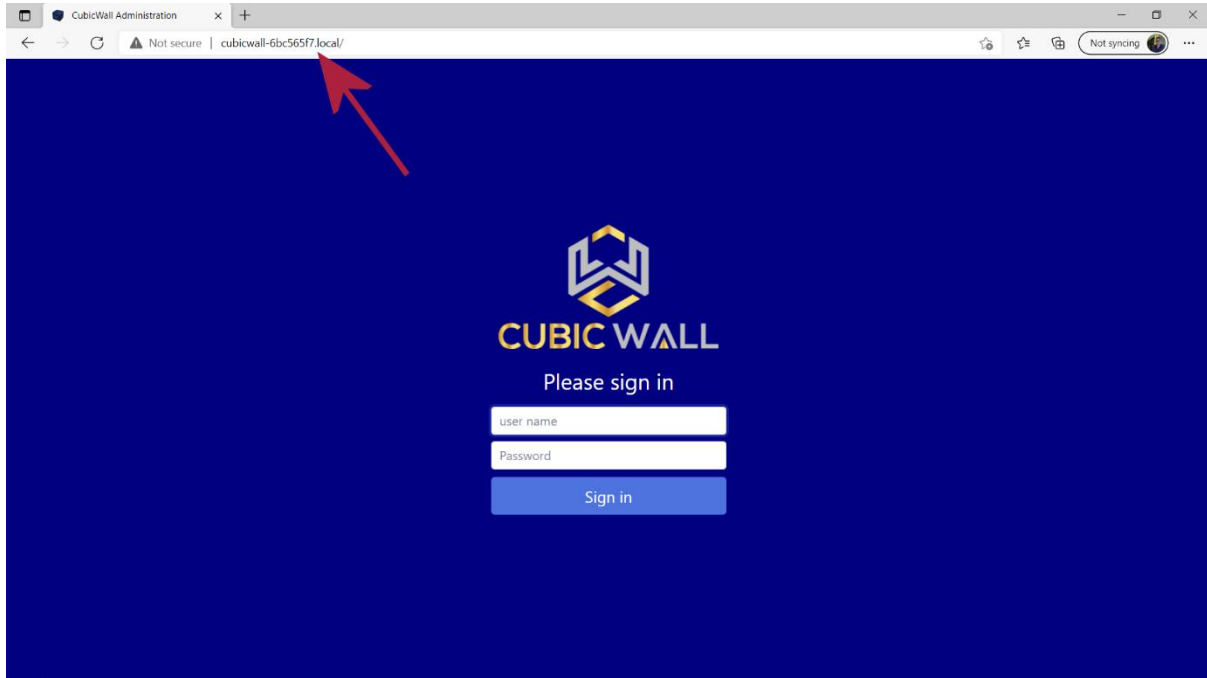 CubicWall Administration
Not secure | cubicwall-6bc565f7.local/
Not syncing
CUBIC WALL
Please sign in
user name
Password
Sign in